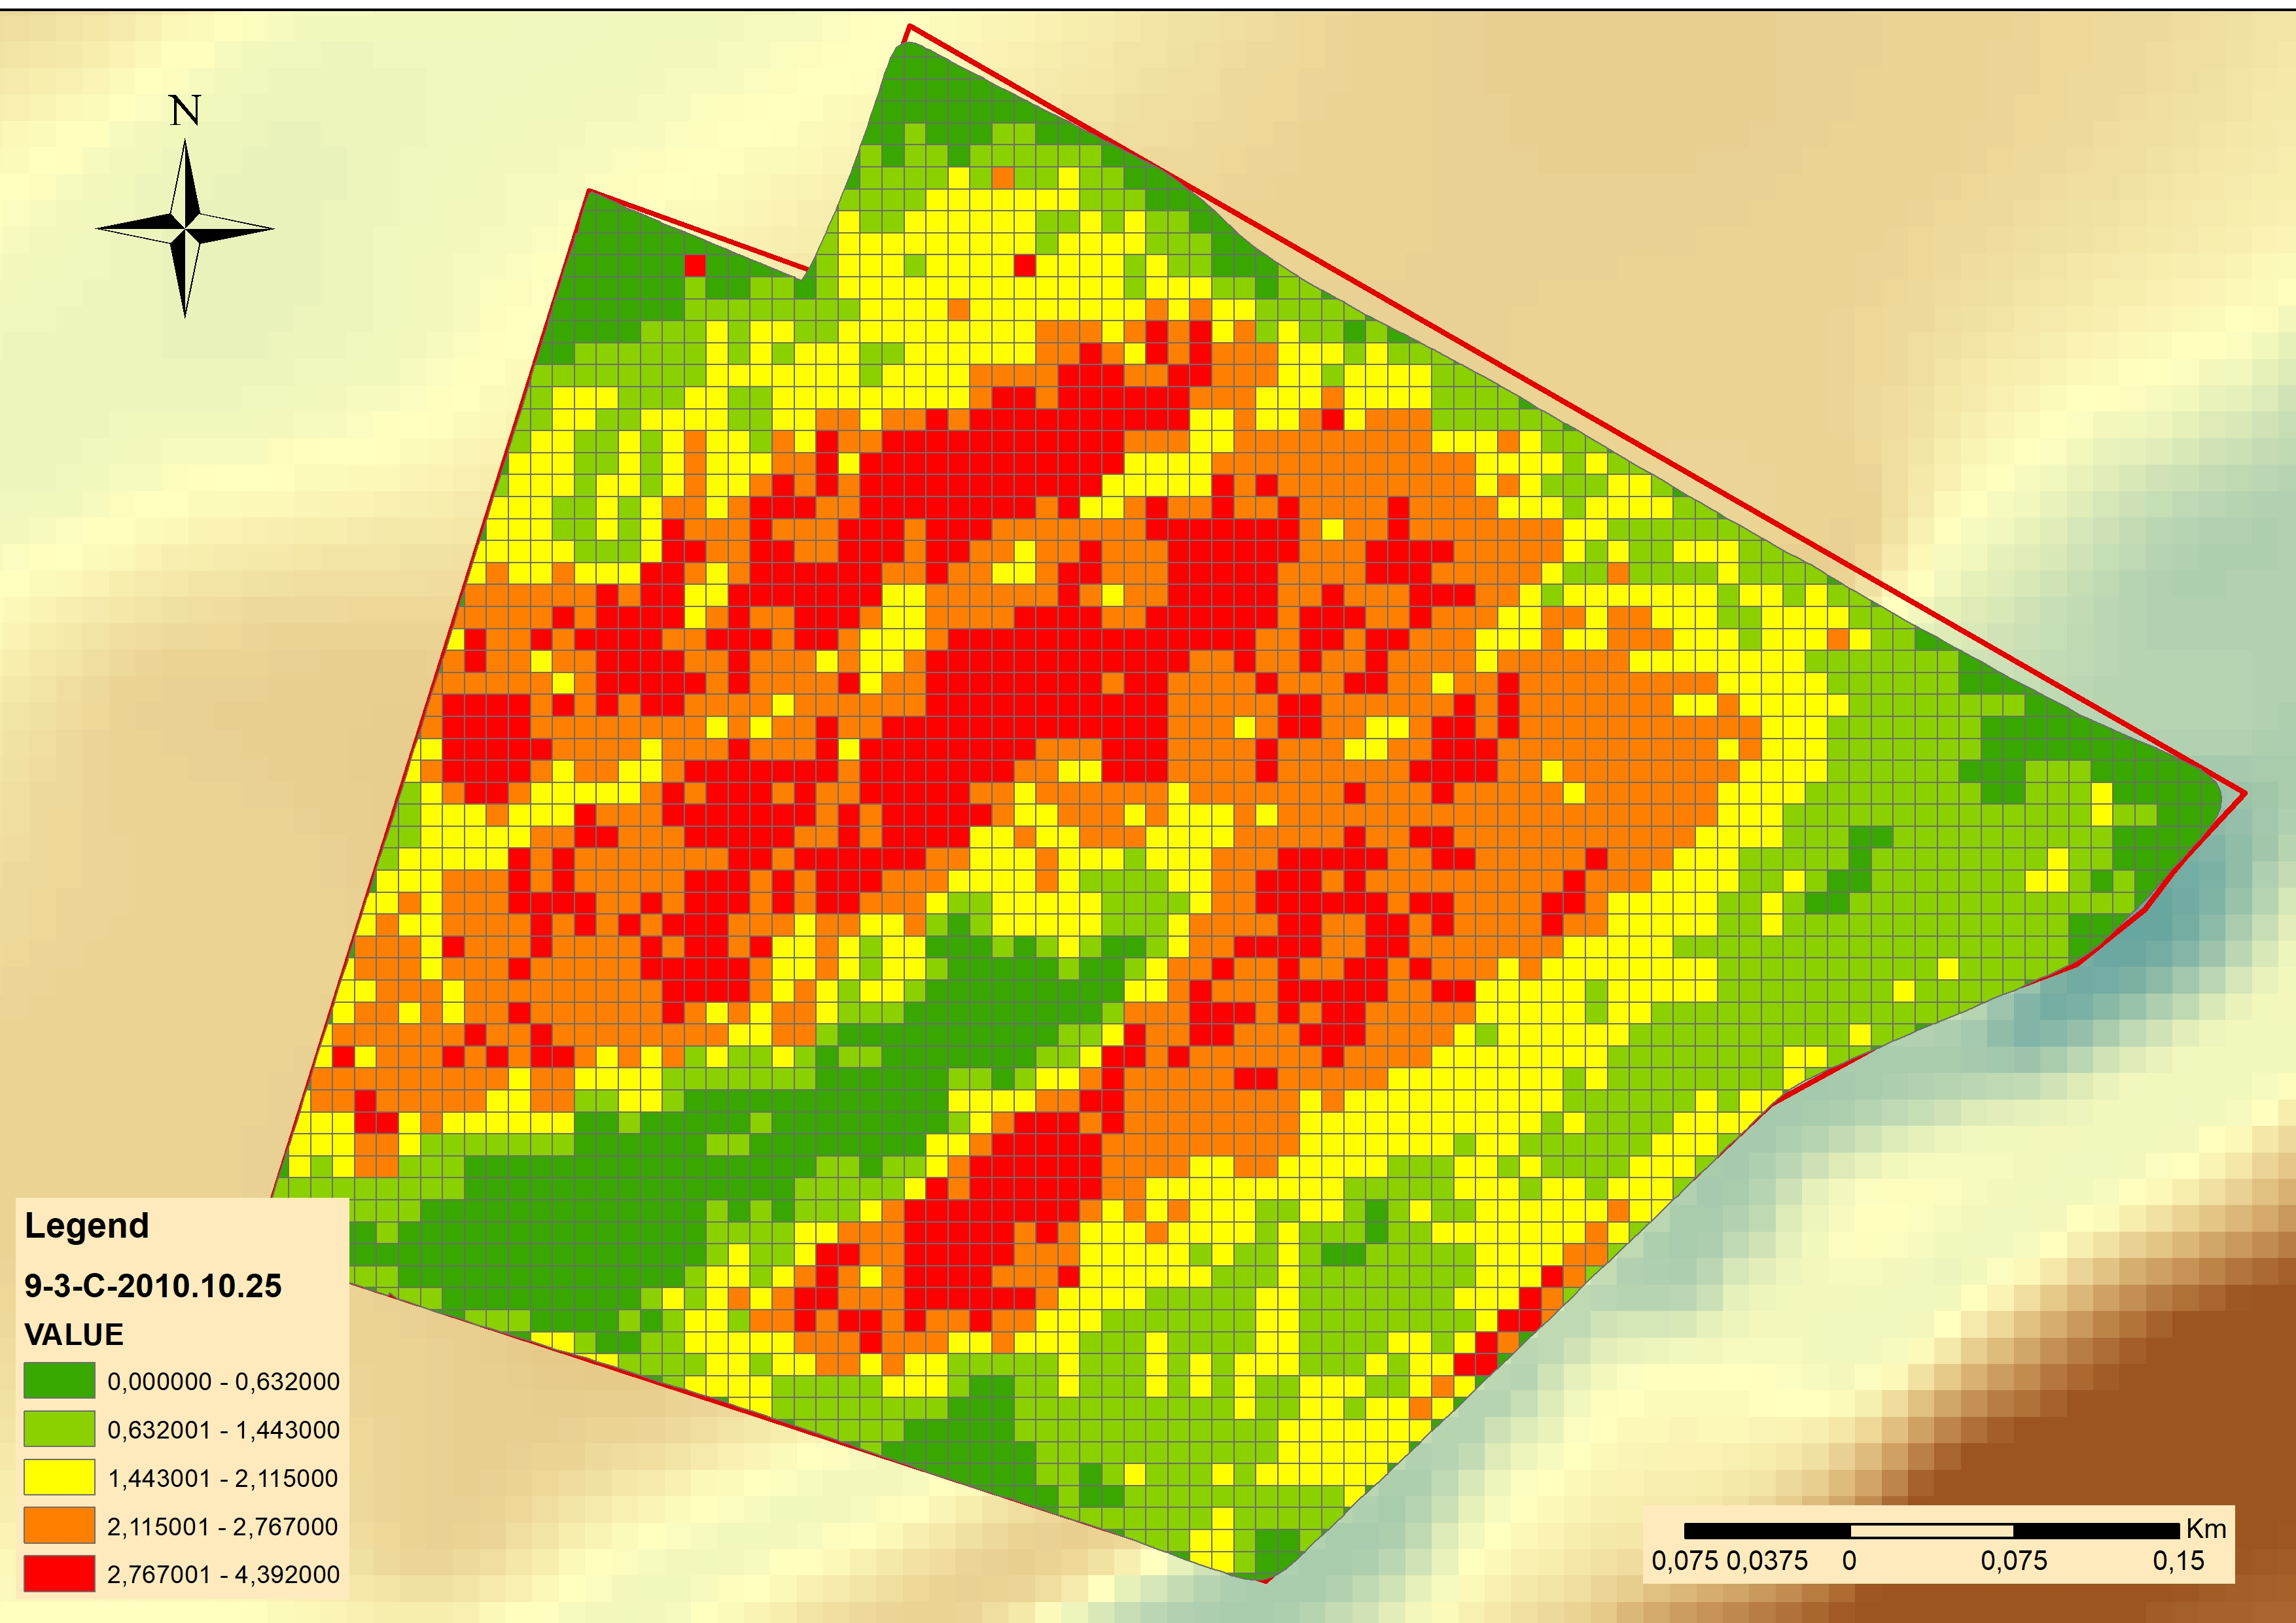 N
Legend
9-3-C-2010.10.25
VALUE
0,000000 - 0,632000
0,632001 - 1,443000
1,443001 - 2,115000
2,115001 - 2,767000
2,767001 - 4,392000
Km
0,075 0,0375 0 0,075 0,15